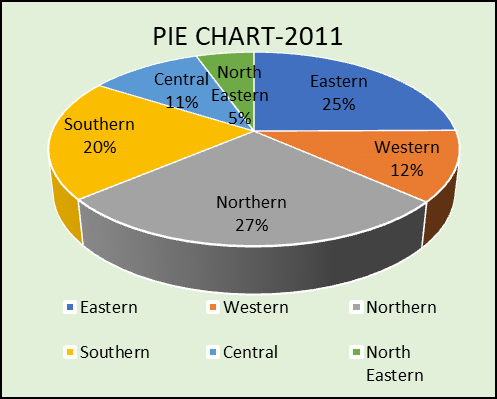 PIE CHART-2011
Eastern
25%
Western
12%
Northern
27%
Southern
20%
Central
11%
North
Eastern
5%
Eastern
Western
Northern
Southern
Central
North
Eastern